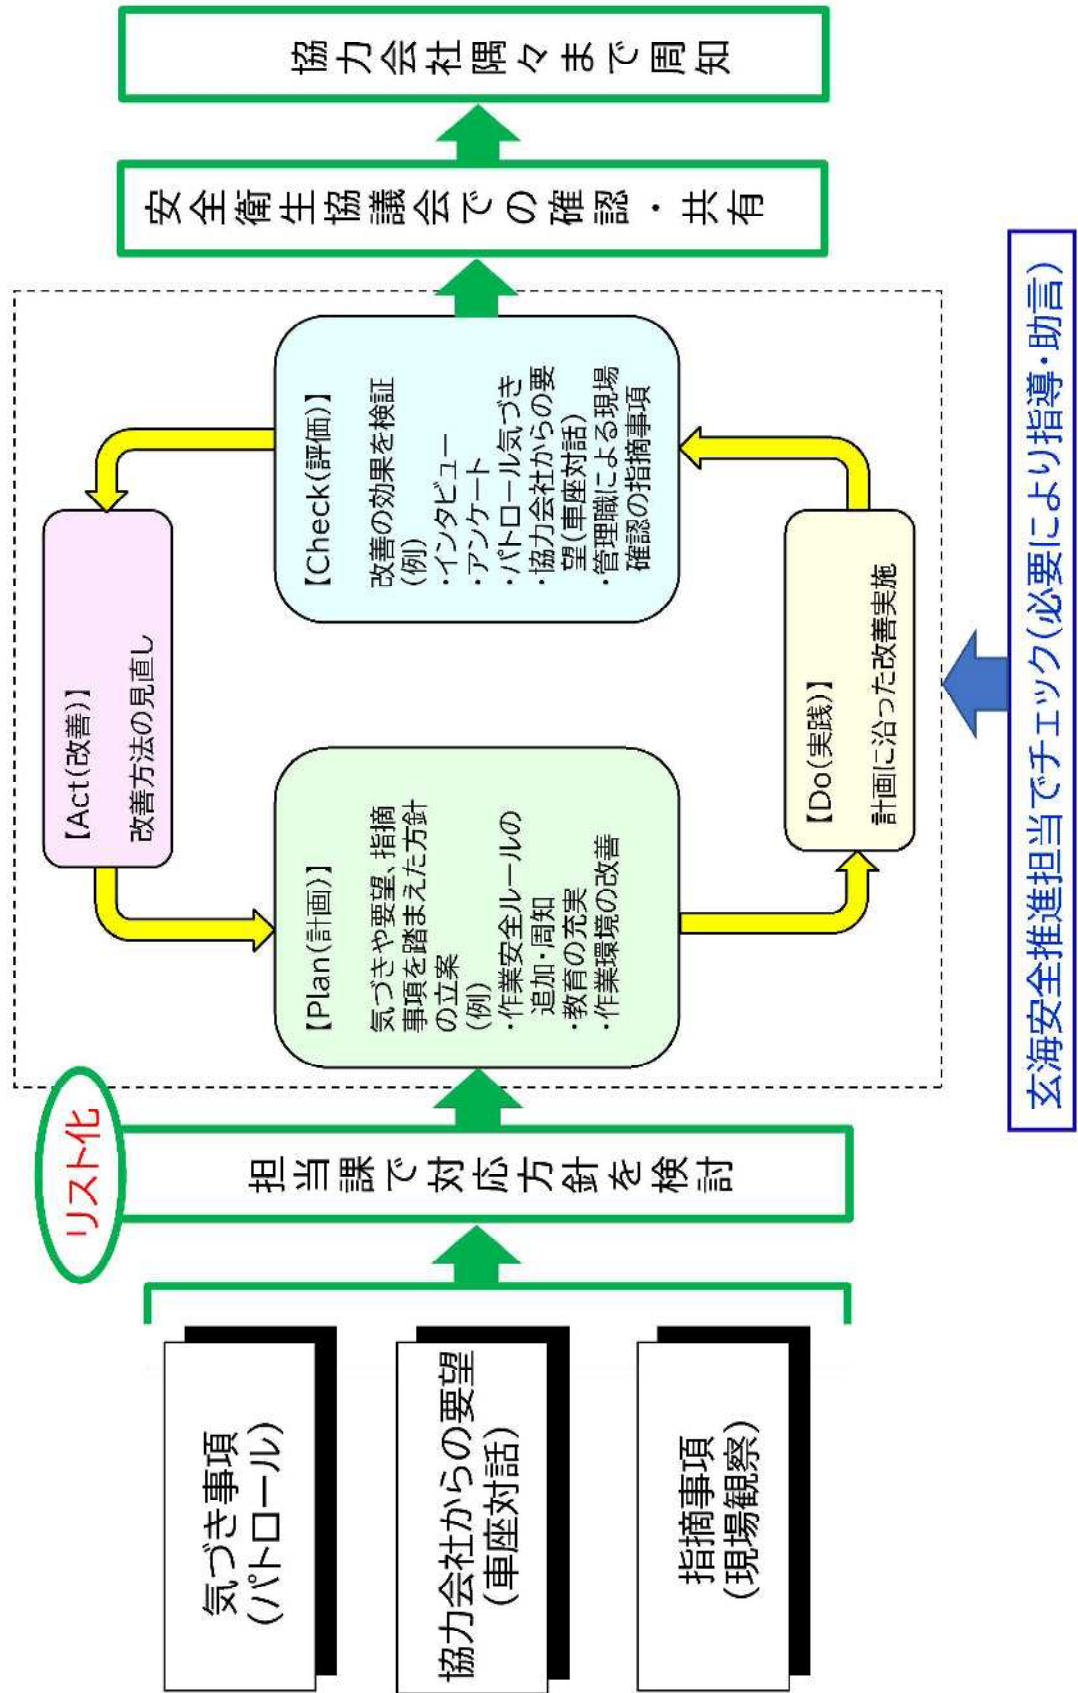 気づき事項
(パトロール)
協力会社からの要望
(車座対話)
指摘事項
(現場観察)
リスト化
担当課で対応方針を検討
【Plan(計画)】
気づきや要望、指摘
事項を踏まえた方針
の立案
(例)
・作業安全ルールの
追加・周知
・教育の充実
・作業環境の改善
【Act(改善)】
改善方法の見直し
【Do(実践)】
計画に沿った改善実施
【Check(評価)】
改善の効果を検証
(例)
・インタビュー
・アンケート
・パトロール気づき
・協力会社からの要
望(車座対話)
・管理職による現場
確認の指摘事項
安全衛生協議会での確認・共有
協力会社隅々まで周知
玄海安全推進担当でチェック(必要により指導・助言)